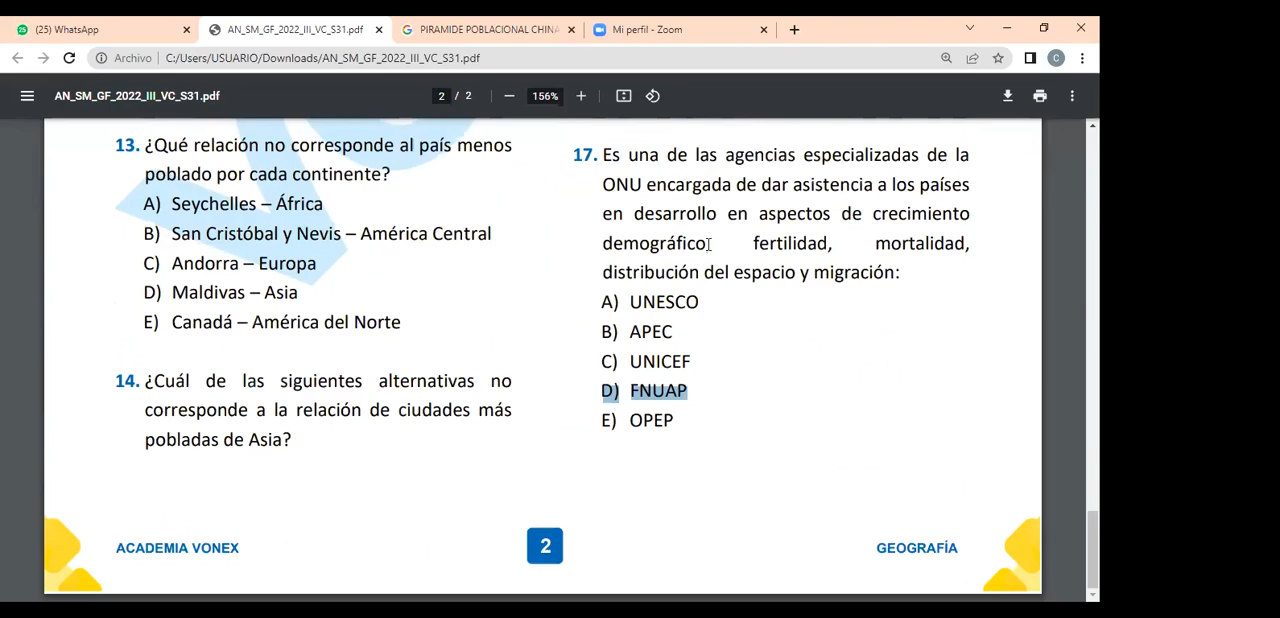 (25) WhatsApp
AN_SM_GF_2022_III_VC_S31.pdf
PIRAMIDE POBLACIONAL CHINA
Mi perfil - Zoom
Archivo
C:/Users/USUARIO/Downloads/AN_SM_GF_2022_III_VC_S31.pdf
C
AN_SM_GF_2022_III_VC_S31.pdf
2 / 2
156%
13. ¿Qué relación no corresponde al país menos
poblado por cada continente?
A) Seychelles – África
B) San Cristóbal y Nevis – América Central
C) Andorra – Europa
D) Maldivas – Asia
E) Canadá – América del Norte
14. ¿Cuál de las siguientes alternativas no
corresponde a la relación de ciudades más
pobladas de Asia?
17. Es una de las agencias especializadas de la
ONU encargada de dar asistencia a los países
en desarrollo en aspectos de crecimiento
demográfico, fertilidad, mortalidad,
distribución del espacio y migración:
A) UNESCO
B) APEC
C) UNICEF
D) FNUAP
E) OPEP
ACADEMIA VONEX
2
GEOGRAFÍA